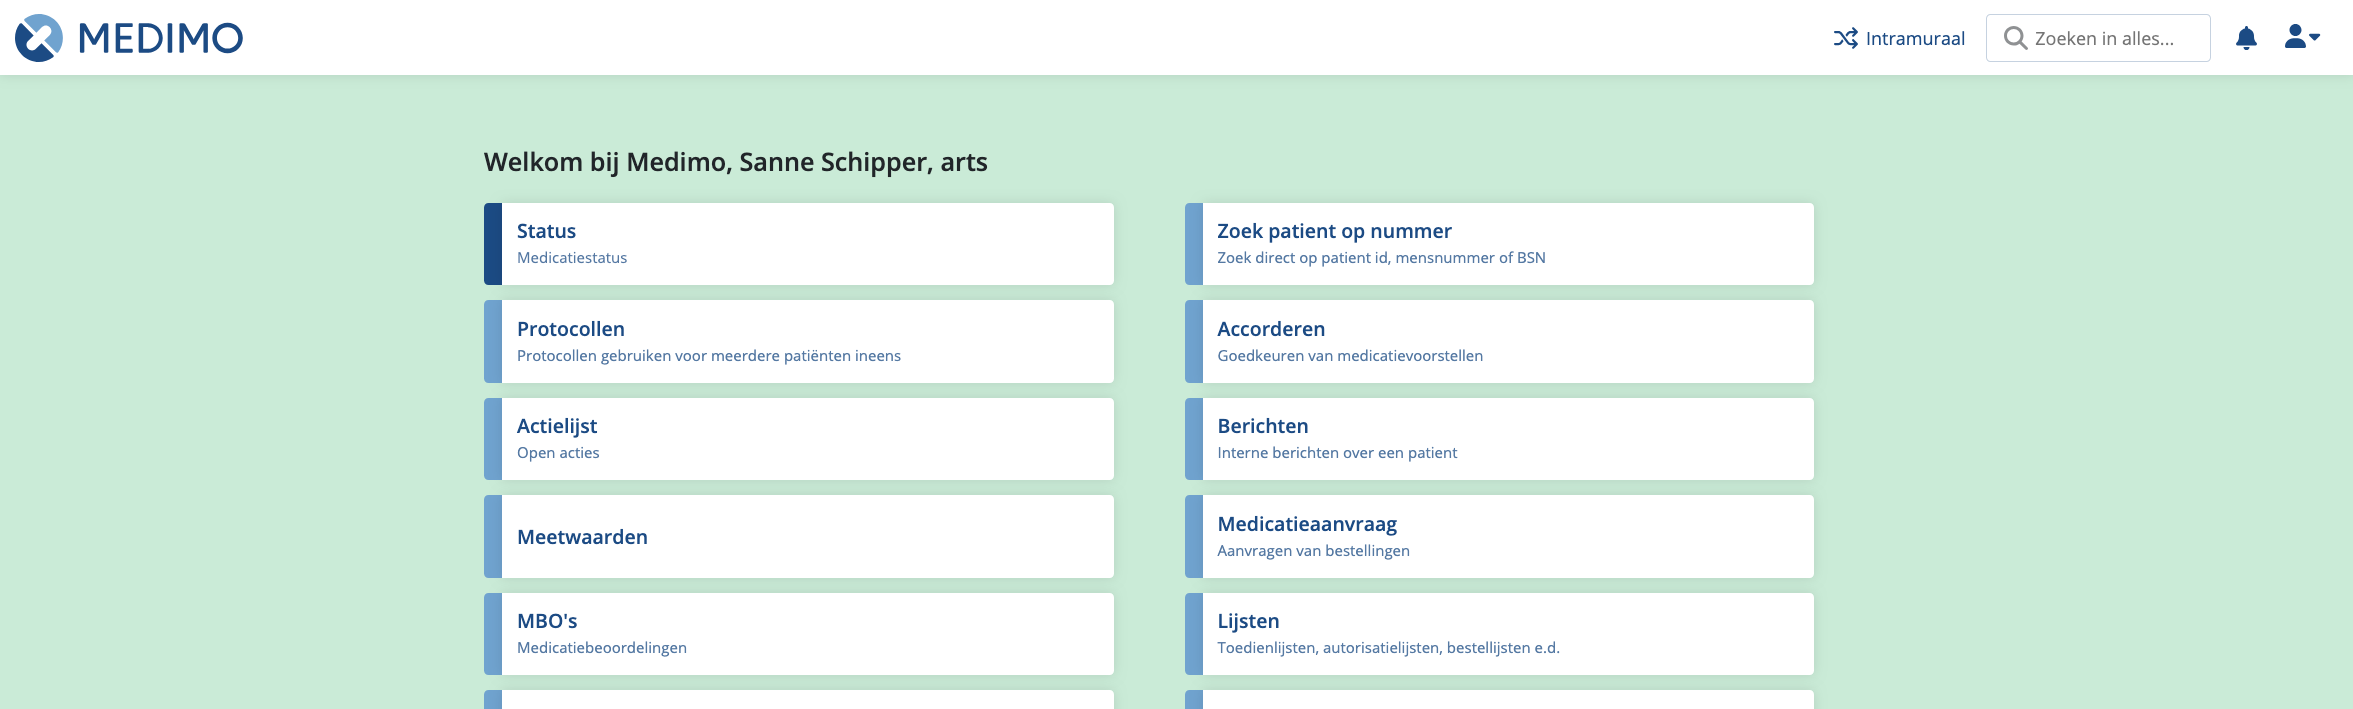 MEDIMO
Intramuraal
Zoeken in alles...
Welkom bij Medimo, Sanne Schipper, arts
Status
Medicatiestatus
Zoek patient op nummer
Zoek direct op patient id, mensnummer of BSN
Protocollen
Protocollen gebruiken voor meerdere patiënten ineens
Accorderen
Goedkeuren van medicatievoorstellen
Actielijst
Open acties
Berichten
Interne berichten over een patient
Meetwaarden
Medicatieaanvraag
Aanvragen van bestellingen
MBO's
Medicatiebeoordelingen
Lijsten
Toedienlijsten, autorisatielijsten, bestellijsten e.d.